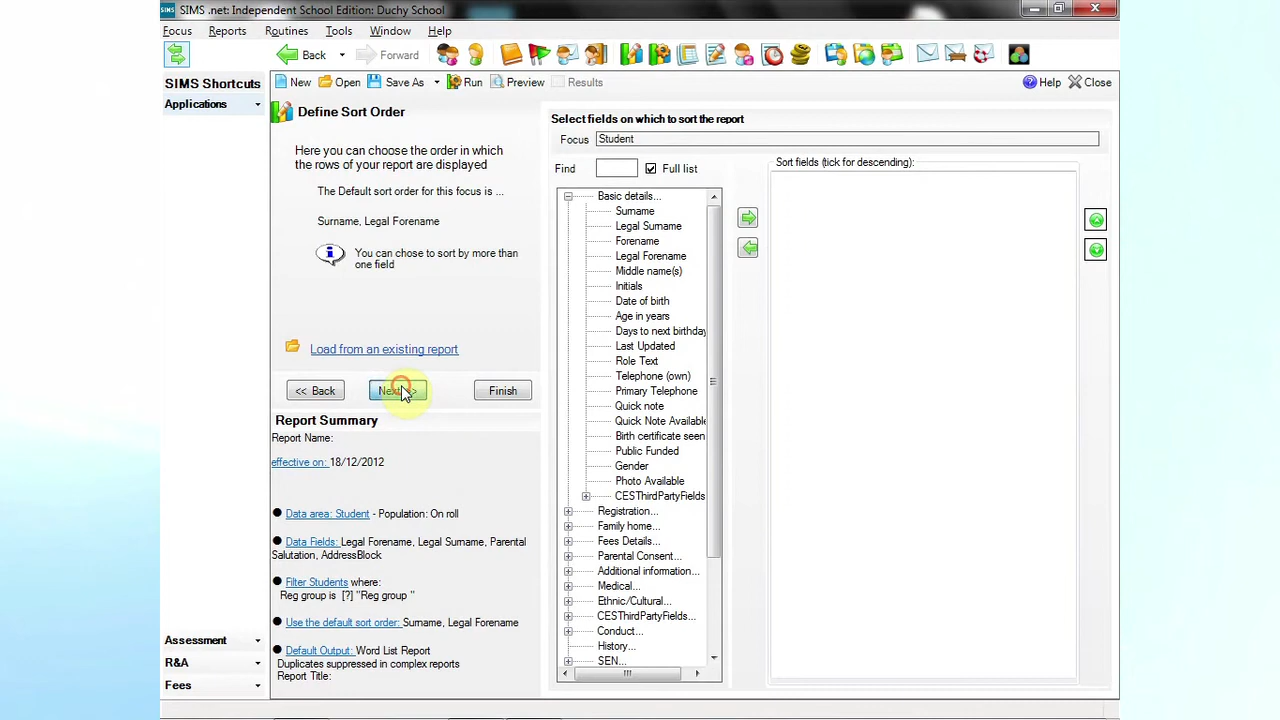 SIMS .net: Independent School Edition: Duchy School
Focus Reports Routines Tools Window Help
Back Forward
SIMS Shortcuts
Applications
Assessment
R&A
Fees
New Open Save As Run Preview Results Help Close
Define Sort Order
Here you can choose the order in which
the rows of your report are displayed
The Default sort order for this focus is ...
Surname, Legal Forename
You can chose to sort by more than
one field
Load from an existing report
<< Back Next >> Finish
Report Summary
Report Name:
effective on: 18/12/2012
Data area: Student - Population: On roll
Data Fields: Legal Forename, Legal Surname, Parental
Salutation, AddressBlock
Filter Students where:
Reg group is [?] "Reg group "
Use the default sort order: Surname, Legal Forename
Default Output: Word List Report
Duplicates suppressed in complex reports
Report Title:
Select fields on which to sort the report
Focus Student
Find Full list
Basic details...
Surname
Legal Surname
Forename
Legal Forename
Middle name(s)
Initials
Date of birth
Age in years
Days to next birthday
Last Updated
Role Text
Telephone (own)
Primary Telephone
Quick note
Quick Note Available
Birth certificate seen
Public Funded
Gender
Photo Available
CESThirdPartyFields
Registration...
Family home...
Fees Details...
Parental Consent...
Additional information...
Medical...
Ethnic/Cultural...
CESThirdPartyFields...
Conduct...
History...
SEN...
Sort fields (tick for descending):